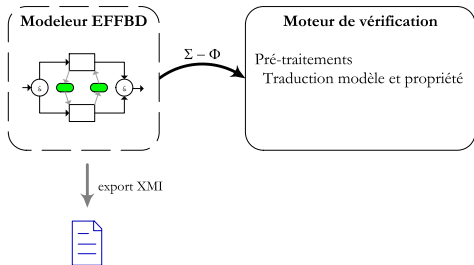 Modeleur EFFBD
&
&
Σ – Φ
export XMI
Moteur de vérification
Pré-traitements
Traduction modèle et propriété